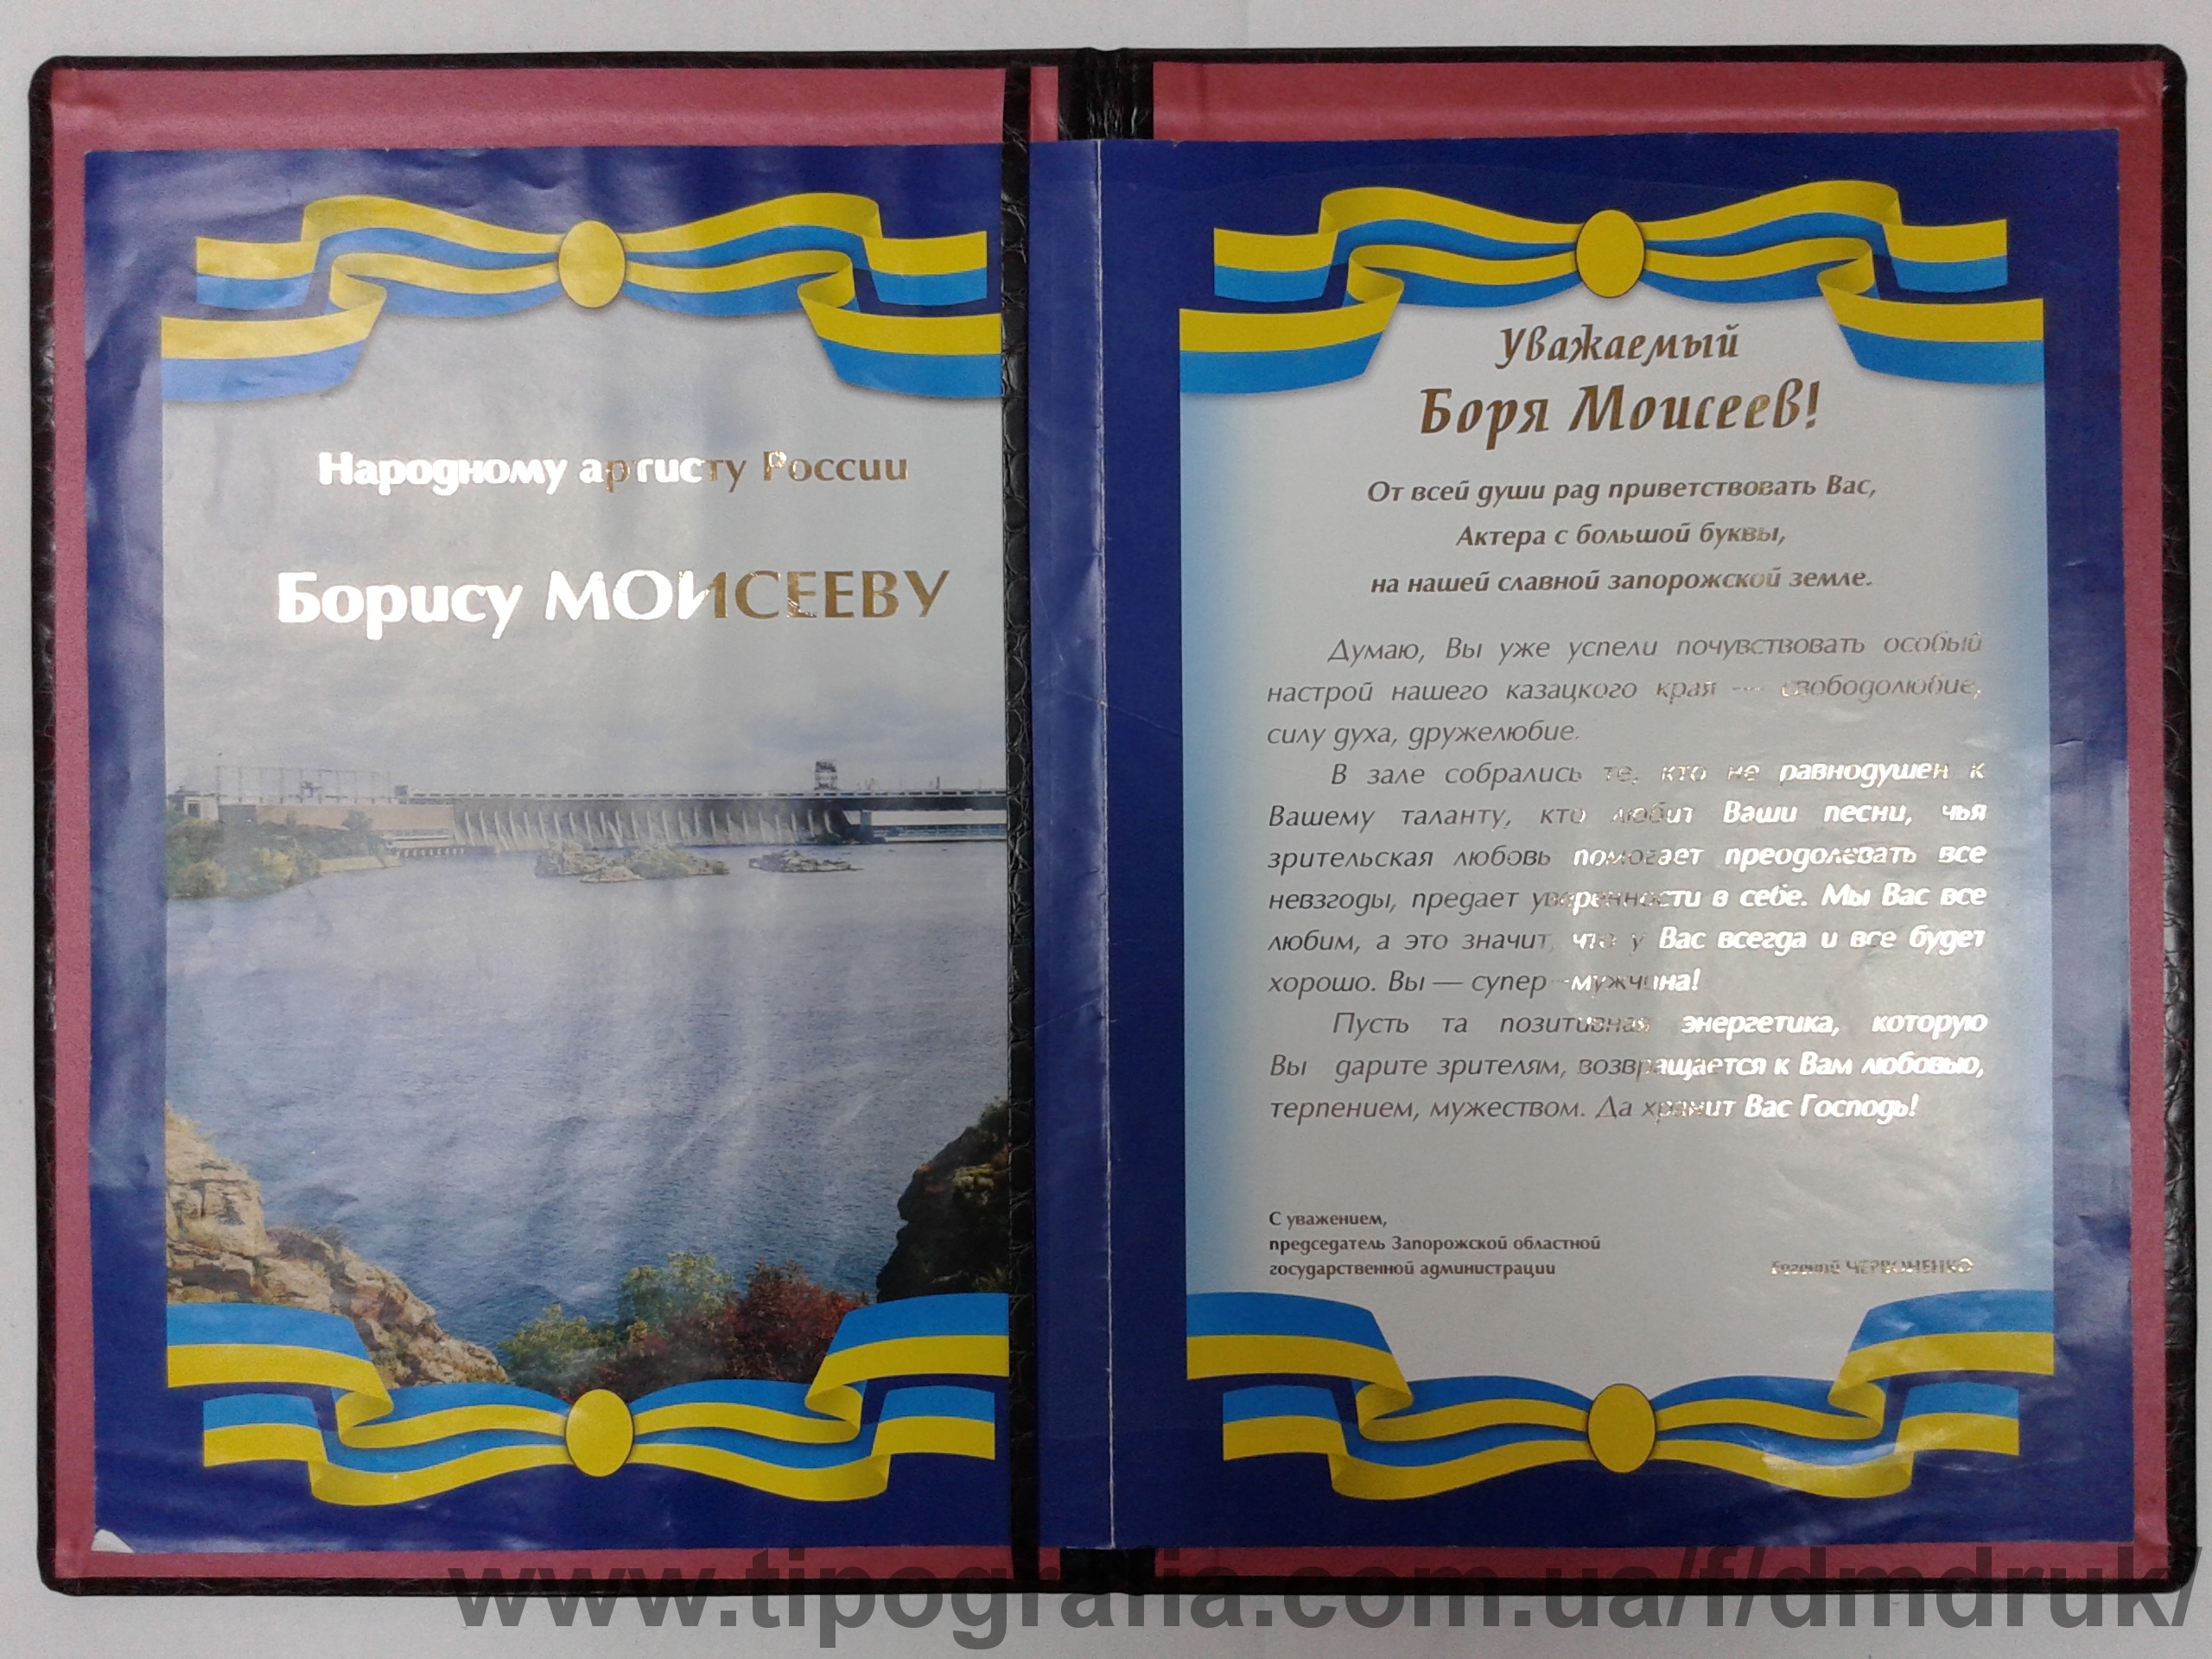 Народному артисту России
Борису МОИСЕЕВУ
Уважаемый
Боря Моисеев!
От всей души рад приветствовать Вас,
Актера с большой буквы,
на нашей славной запорожской земле.
Думаю, Вы уже успели почувствовать особый
настрой нашего казацкого края — свободолюбие,
силу духа, дружелюбие.
В зале собрались те, кто не равнодушен к
Вашему таланту, кто любит Ваши песни, чья
зрительская любовь помогает преодолевать все
невзгоды, предает уверенности в себе. Мы Вас все
любим, а это значит, что у Вас всегда и все будет
хорошо. Вы — супер-мужчина!
Пусть та позитивная энергетика, которую
Вы дарите зрителям, возвращается к Вам любовью,
терпением, мужеством. Да хранит Вас Господь!
С уважением,
председатель Запорожской областной
государственной администрации
Евгений ЧЕРВОНЕНКО
www.tipografia.com.ua/f/dmdruk/